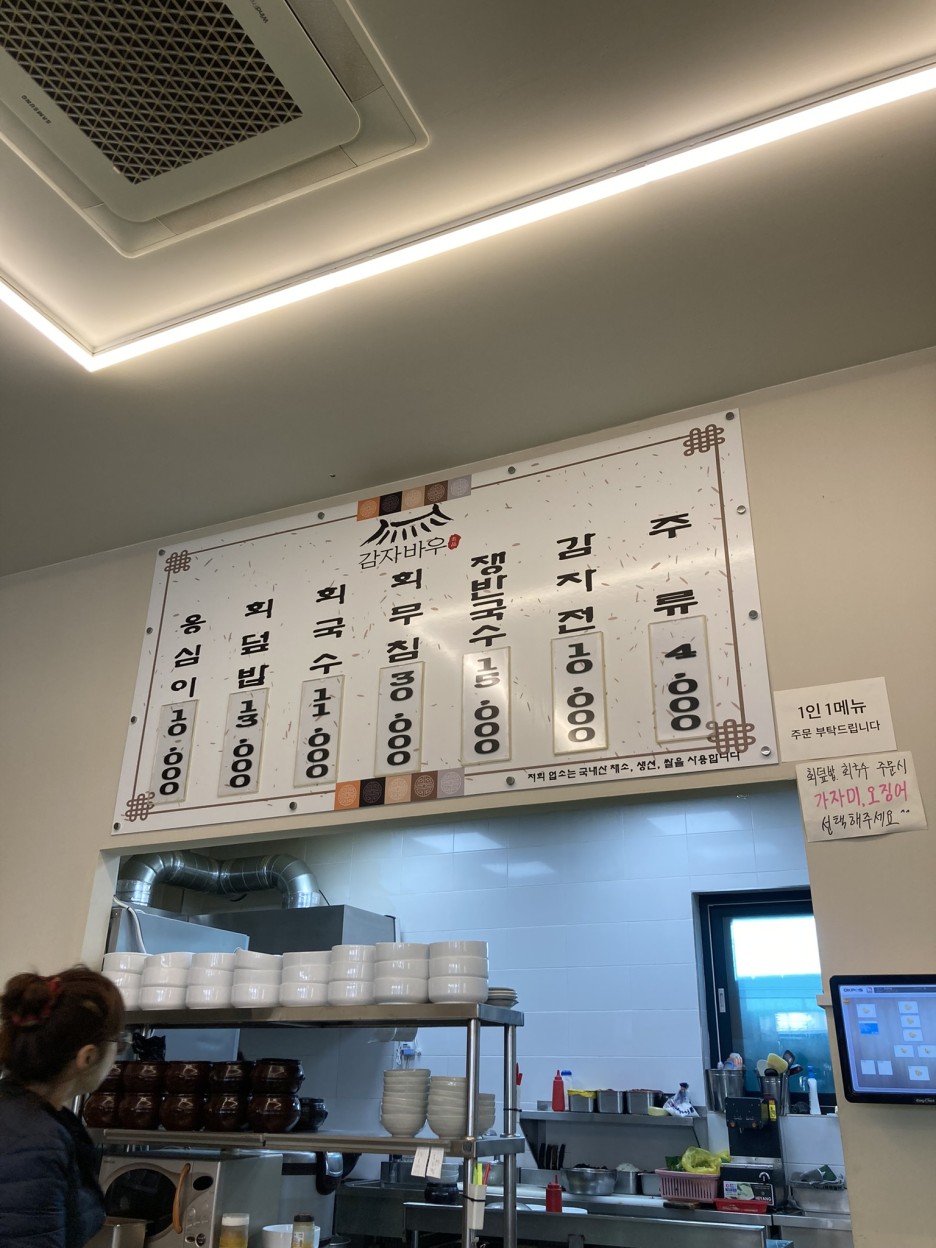 SAMSUNG
감자바우
옹심이 10,000
회덮밥 13,000
회국수 11,000
회무침 30,000
쟁반국수 15,000
감자전 10,000
주류 4,000
저희 업소는 국내산 채소, 생선, 쌀을 사용합니다
1인 1메뉴
주문 부탁드립니다
회덮밥, 회국수 주문시
가자미, 오징어
선택해주세요^^